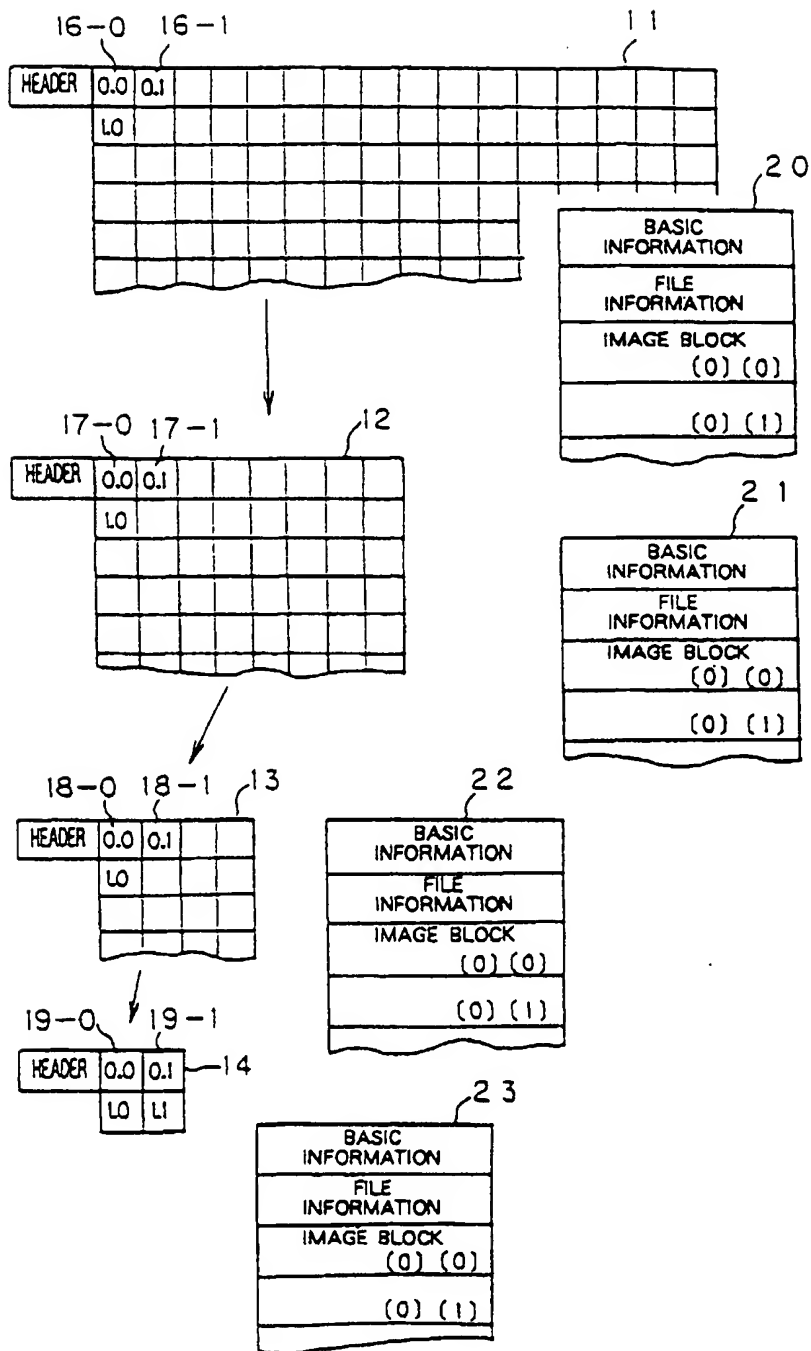 16-0 16-1 11
HEADER 0.0 0.1
1.0
20
BASIC
INFORMATION
FILE
INFORMATION
IMAGE BLOCK
(0) (0)
(0) (1)
17-0 17-1 12
HEADER 0.0 0.1
1.0
21
BASIC
INFORMATION
FILE
INFORMATION
IMAGE BLOCK
(0) (0)
(0) (1)
18-0 18-1 13
HEADER 0.0 0.1
1.0
22
BASIC
INFORMATION
FILE
INFORMATION
IMAGE BLOCK
(0) (0)
(0) (1)
19-0 19-1
HEADER 0.0 0.1 14
1.0 1.1
23
BASIC
INFORMATION
FILE
INFORMATION
IMAGE BLOCK
(0) (0)
(0) (1)